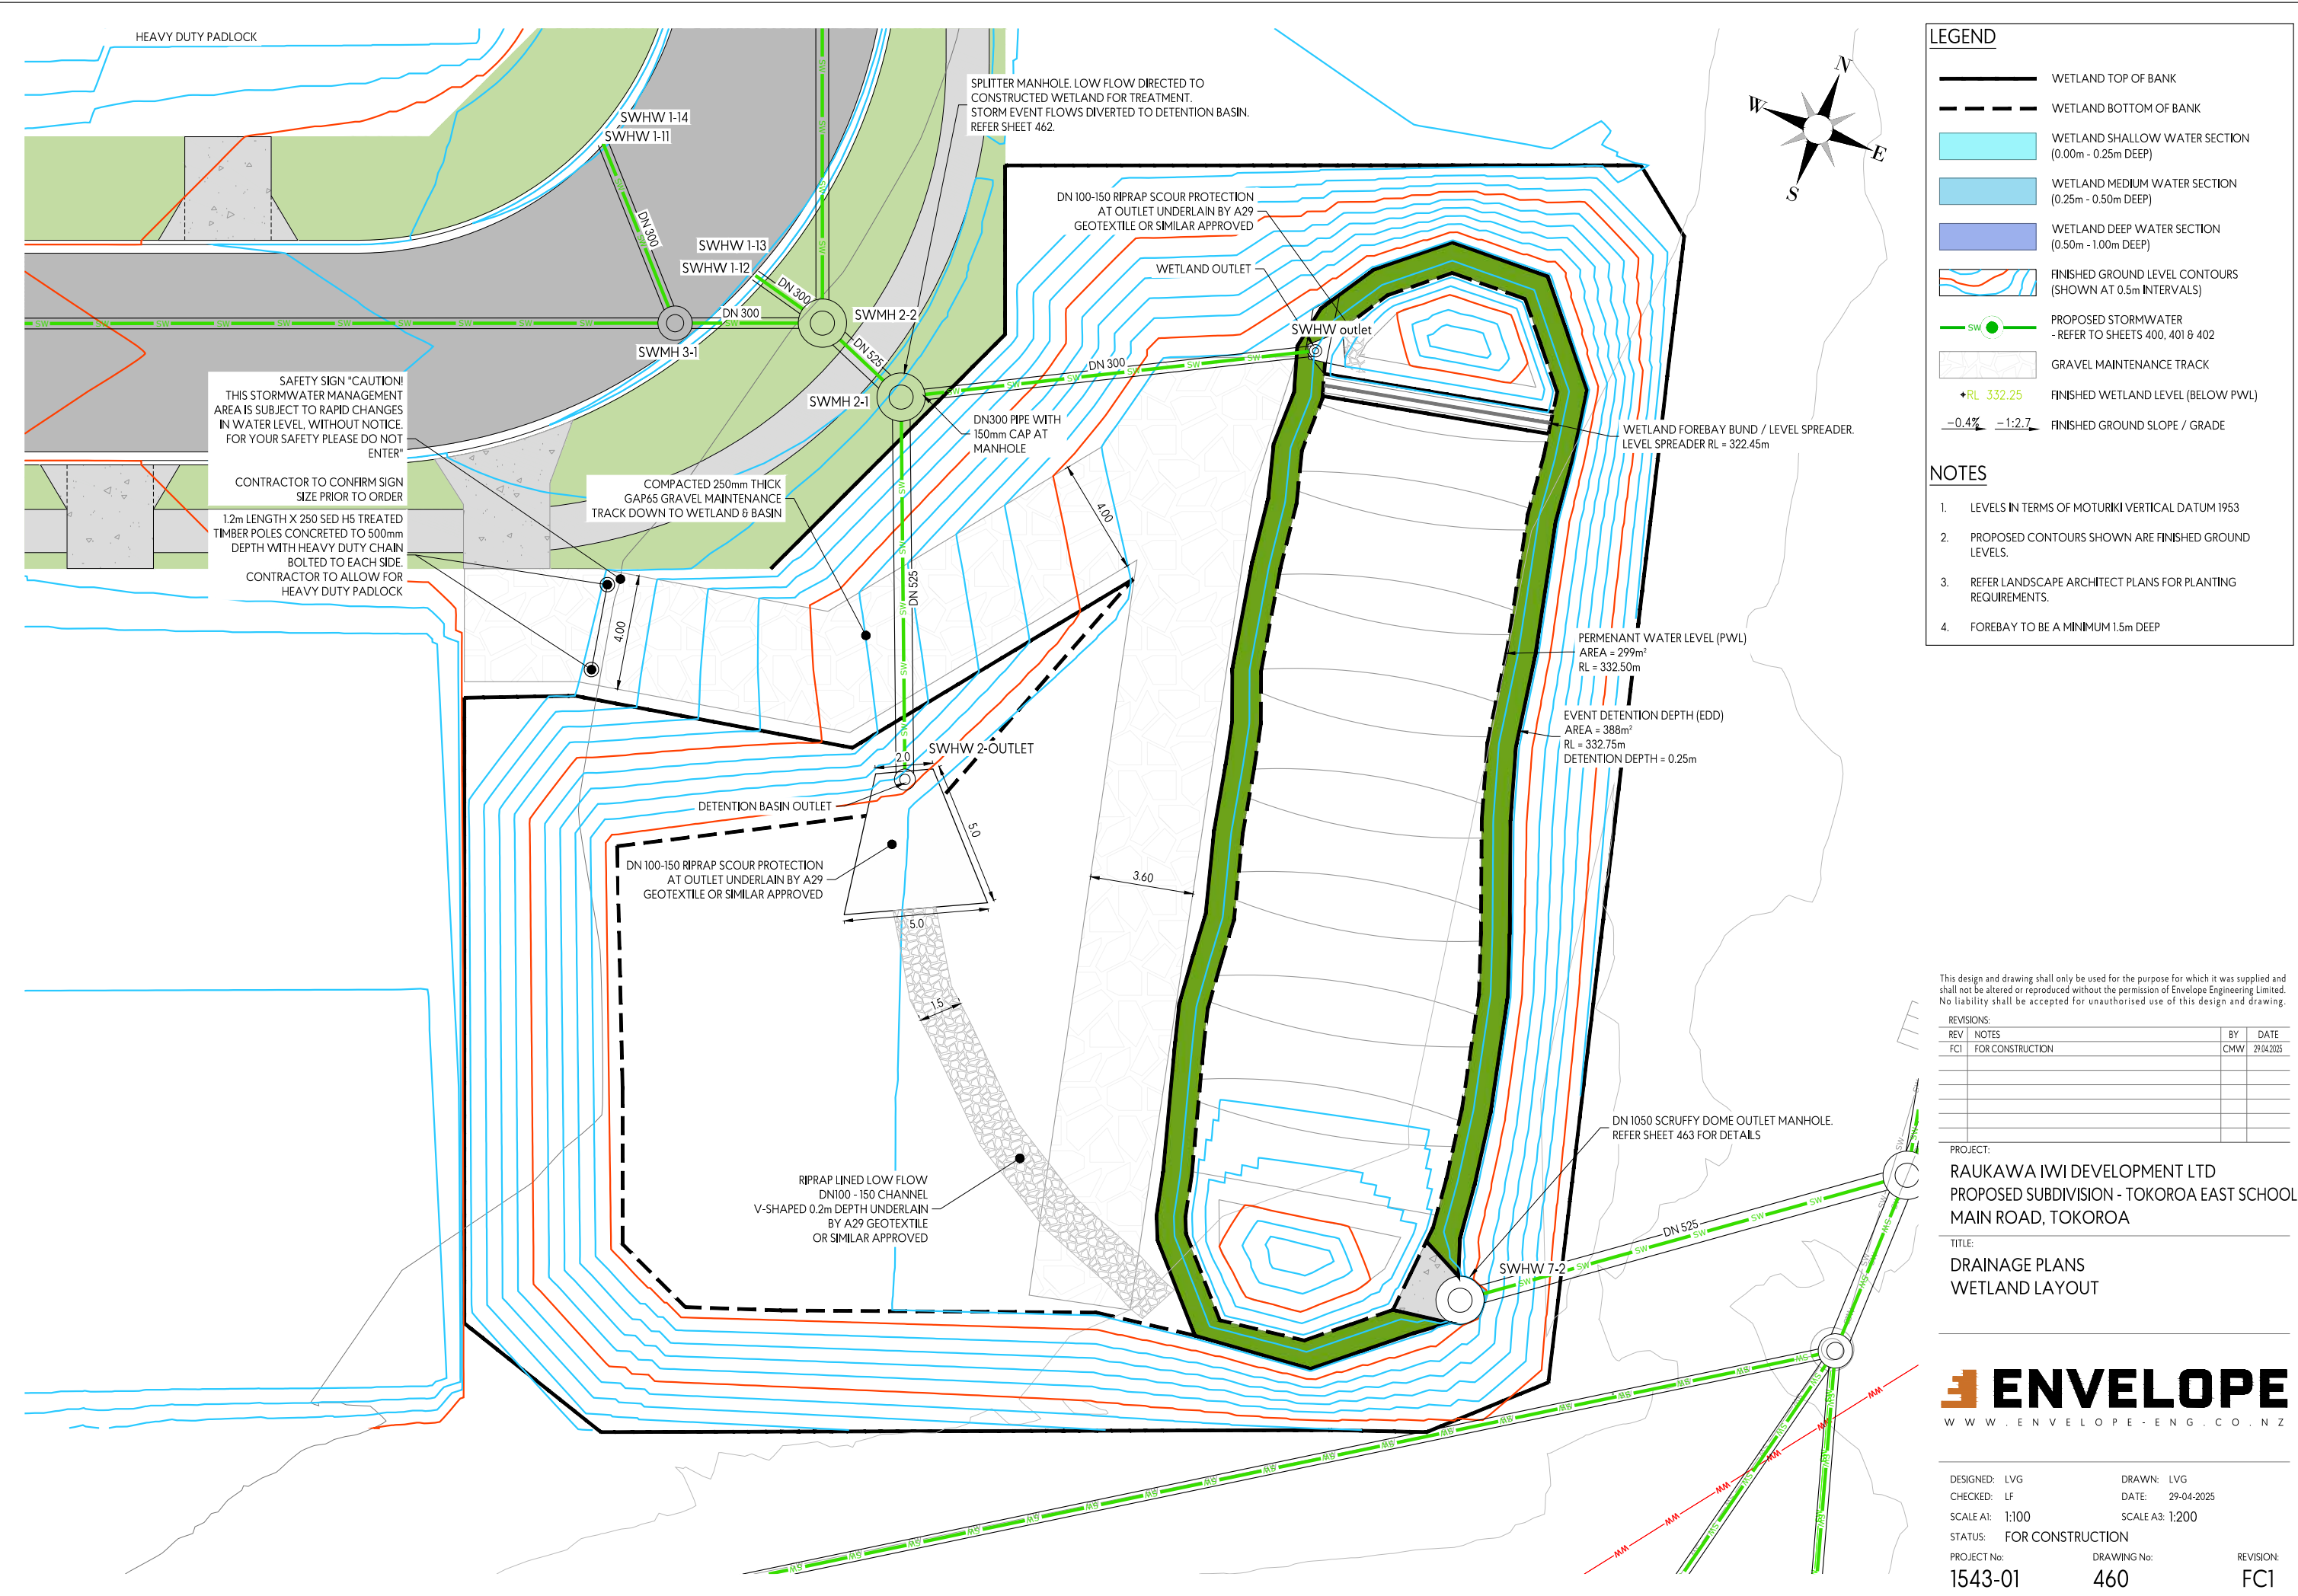 HEAVY DUTY PADLOCK
SPLITTER MANHOLE. LOW FLOW DIRECTED TO
CONSTRUCTED WETLAND FOR TREATMENT.
STORM EVENT FLOWS DIVERTED TO DETENTION BASIN.
REFER SHEET 462.
SWHW 1-14
SWHW 1-11
DN 300
SWHW 1-13
SWHW 1-12
DN 300
DN 300
SWMH 2-2
SWMH 3-1
DN 525
SWMH 2-1
DN 300
DN 100-150 RIPRAP SCOUR PROTECTION
AT OUTLET UNDERLAIN BY A29
GEOTEXTILE OR SIMILAR APPROVED
WETLAND OUTLET
SWHW outlet
N
W
E
S
SAFETY SIGN "CAUTION!
THIS STORMWATER MANAGEMENT
AREA IS SUBJECT TO RAPID CHANGES
IN WATER LEVEL, WITHOUT NOTICE.
FOR YOUR SAFETY PLEASE DO NOT
ENTER"
CONTRACTOR TO CONFIRM SIGN
SIZE PRIOR TO ORDER
1.2m LENGTH X 250 SED H5 TREATED
TIMBER POLES CONCRETED TO 500mm
DEPTH WITH HEAVY DUTY CHAIN
BOLTED TO EACH SIDE.
CONTRACTOR TO ALLOW FOR
HEAVY DUTY PADLOCK
DN300 PIPE WITH
150mm CAP AT
MANHOLE
COMPACTED 250mm THICK
GAP65 GRAVEL MAINTENANCE
TRACK DOWN TO WETLAND & BASIN
4.00
4.00
DN 525
WETLAND FOREBAY BUND / LEVEL SPREADER.
LEVEL SPREADER RL = 322.45m
PERMENANT WATER LEVEL (PWL)
AREA = 299m²
RL = 332.50m
EVENT DETENTION DEPTH (EDD)
AREA = 388m²
RL = 332.75m
DETENTION DEPTH = 0.25m
SWHW 2-OUTLET
2.0
DETENTION BASIN OUTLET
5.0
DN 100-150 RIPRAP SCOUR PROTECTION
AT OUTLET UNDERLAIN BY A29
GEOTEXTILE OR SIMILAR APPROVED
5.0
3.60
1.5
RIPRAP LINED LOW FLOW
DN100 - 150 CHANNEL
V-SHAPED 0.2m DEPTH UNDERLAIN
BY A29 GEOTEXTILE
OR SIMILAR APPROVED
DN 1050 SCRUFFY DOME OUTLET MANHOLE.
REFER SHEET 463 FOR DETAILS
DN 525
SWHW 7-2
LEGEND
WETLAND TOP OF BANK
WETLAND BOTTOM OF BANK
WETLAND SHALLOW WATER SECTION
(0.00m - 0.25m DEEP)
WETLAND MEDIUM WATER SECTION
(0.25m - 0.50m DEEP)
WETLAND DEEP WATER SECTION
(0.50m - 1.00m DEEP)
FINISHED GROUND LEVEL CONTOURS
(SHOWN AT 0.5m INTERVALS)
SW PROPOSED STORMWATER
- REFER TO SHEETS 400, 401 & 402
GRAVEL MAINTENANCE TRACK
+RL 332.25 FINISHED WETLAND LEVEL (BELOW PWL)
-0.4% -1:2.7 FINISHED GROUND SLOPE / GRADE
NOTES
1. LEVELS IN TERMS OF MOTURIKI VERTICAL DATUM 1953
2. PROPOSED CONTOURS SHOWN ARE FINISHED GROUND
LEVELS.
3. REFER LANDSCAPE ARCHITECT PLANS FOR PLANTING
REQUIREMENTS.
4. FOREBAY TO BE A MINIMUM 1.5m DEEP
This design and drawing shall only be used for the purpose for which it was supplied and
shall not be altered or reproduced without the permission of Envelope Engineering Limited.
No liability shall be accepted for unauthorised use of this design and drawing.
REVISIONS:
REV NOTES BY DATE
FC1 FOR CONSTRUCTION CMW 29.04.2025
PROJECT:
RAUKAWA IWI DEVELOPMENT LTD
PROPOSED SUBDIVISION - TOKOROA EAST SCHOOL
MAIN ROAD, TOKOROA
TITLE:
DRAINAGE PLANS
WETLAND LAYOUT
ENVELOPE
WWW.ENVELOPE-ENG.CO.NZ
DESIGNED: LVG DRAWN: LVG
CHECKED: LF DATE: 29-04-2025
SCALE A1: 1:100 SCALE A3: 1:200
STATUS: FOR CONSTRUCTION
PROJECT No: DRAWING No: REVISION:
1543-01 460 FC1